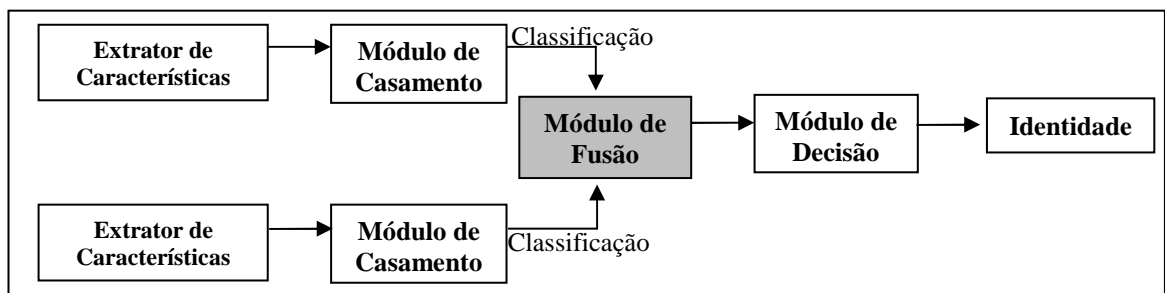 Extrator de
Características
Módulo de
Casamento
Classificação
Módulo de
Fusão
Módulo de
Decisão
Identidade
Extrator de
Características
Módulo de
Casamento
Classificação